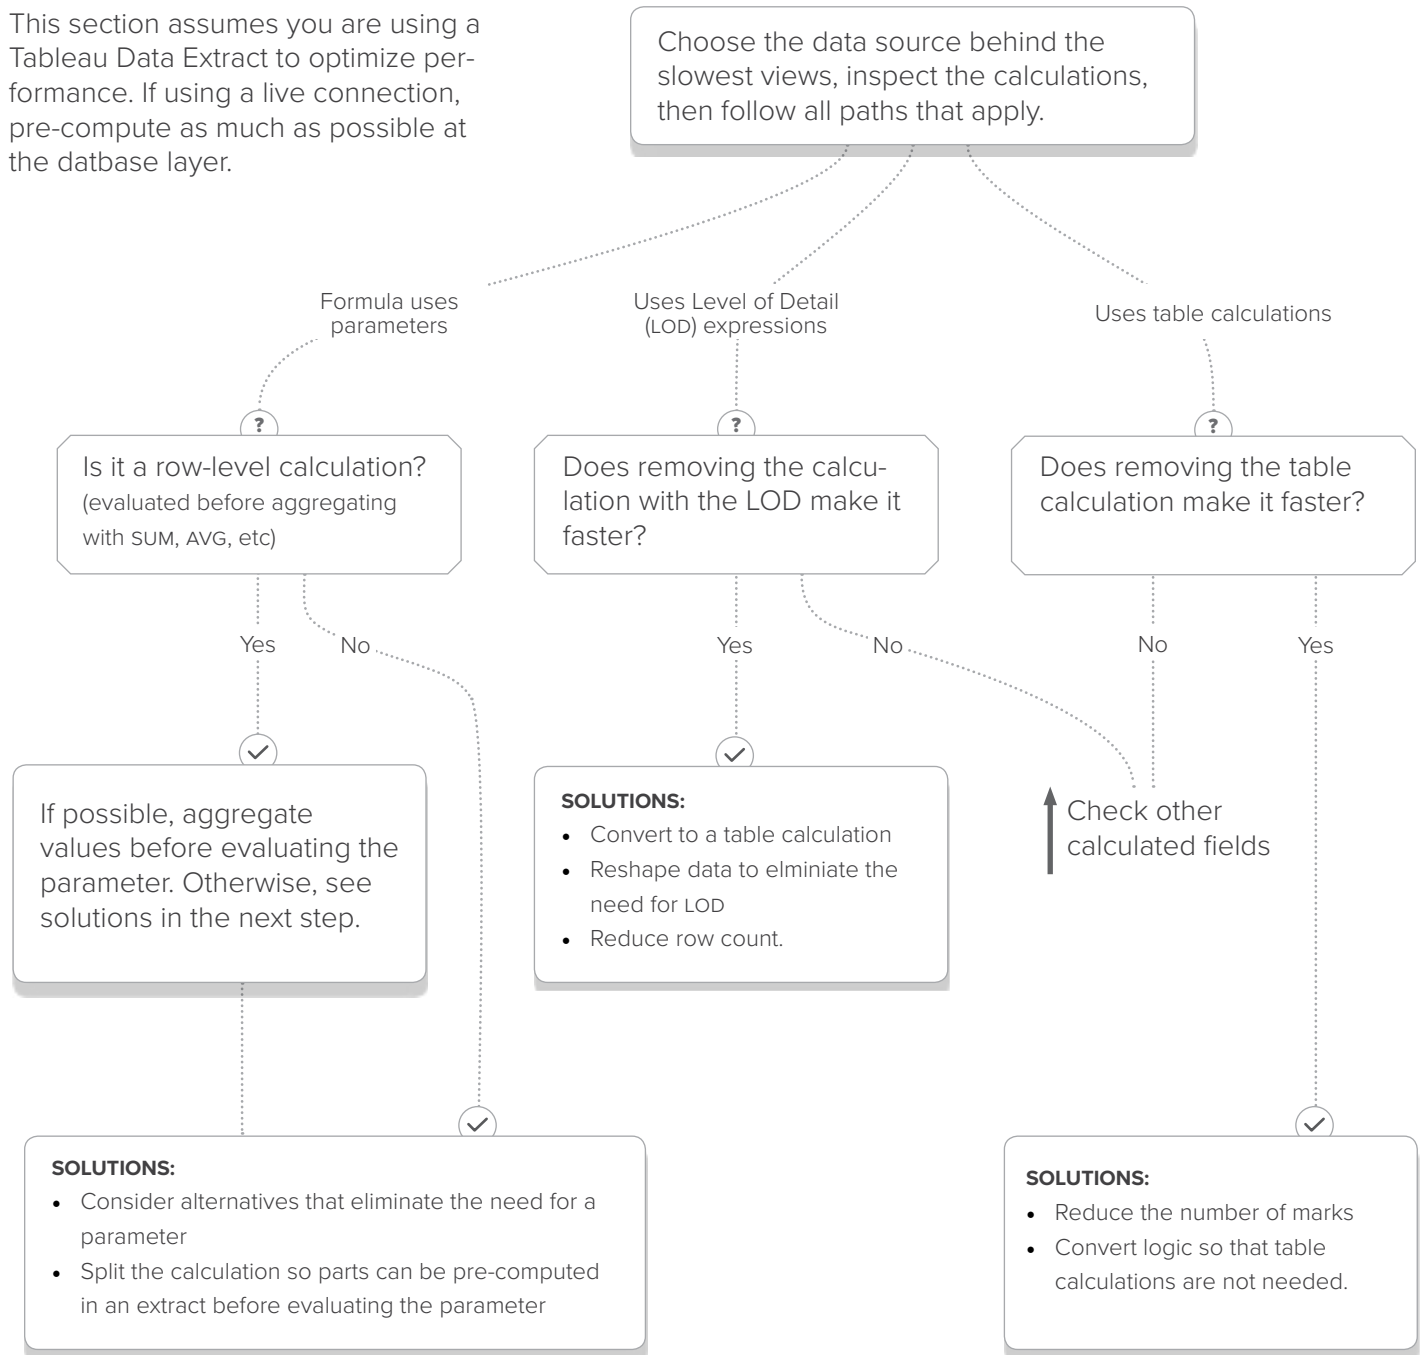 This section assumes you are using a
Tableau Data Extract to optimize per-
formance. If using a live connection,
pre-compute as much as possible at
the datbase layer.
Choose the data source behind the
slowest views, inspect the calculations,
then follow all paths that apply.
Formula uses
parameters
Uses Level of Detail
(LOD) expressions
Uses table calculations
?
?
?
Is it a row-level calculation?
(evaluated before aggregating
with SUM, AVG, etc)
Does removing the calcu-
lation with the LOD make it
faster?
Does removing the table
calculation make it faster?
Yes
No
Yes
No
No
Yes
If possible, aggregate
values before evaluating the
parameter. Otherwise, see
solutions in the next step.
SOLUTIONS:
• Convert to a table calculation
• Reshape data to elminiate the
need for LOD
• Reduce row count.
Check other
calculated fields
SOLUTIONS:
• Consider alternatives that eliminate the need for a
parameter
• Split the calculation so parts can be pre-computed
in an extract before evaluating the parameter
SOLUTIONS:
• Reduce the number of marks
• Convert logic so that table
calculations are not needed.